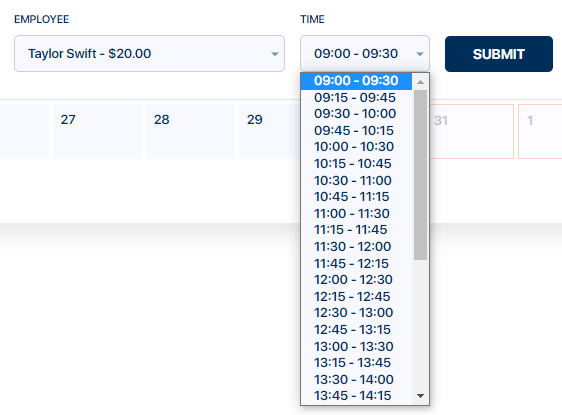 EMPLOYEE
TIME
Taylor Swift - $20.00
09:00 - 09:30
SUBMIT
09:00 - 09:30
09:15 - 09:45
09:30 - 10:00
09:45 - 10:15
10:00 - 10:30
10:15 - 10:45
10:30 - 11:00
10:45 - 11:15
11:00 - 11:30
11:15 - 11:45
11:30 - 12:00
11:45 - 12:15
12:00 - 12:30
12:15 - 12:45
12:30 - 13:00
12:45 - 13:15
13:00 - 13:30
13:15 - 13:45
13:30 - 14:00
13:45 - 14:15
27
28
29
31
1